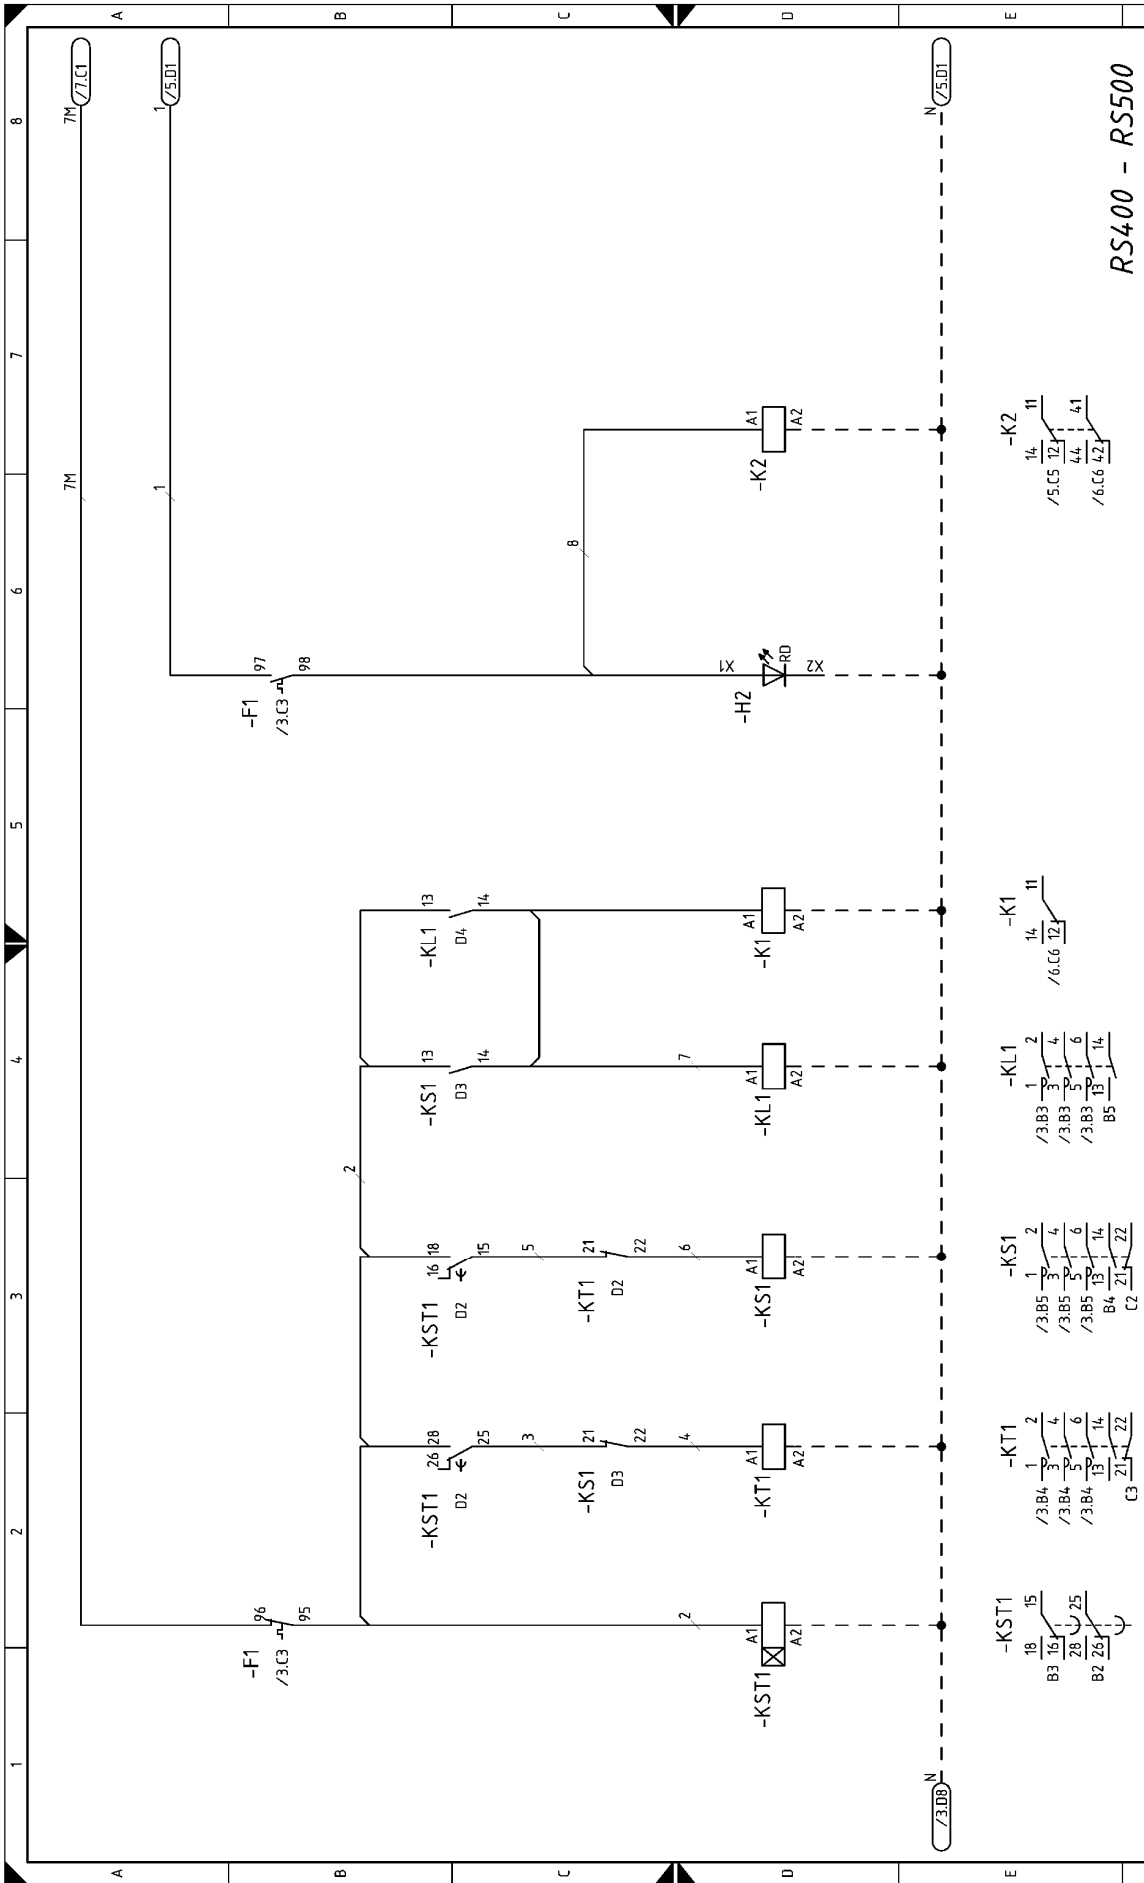 1 2 3 4 5 6 7 8
A A
7M 7M /7.C1
1 1 /5.D1
B B
-F1 96 -F1 97
/3.C3 95 /3.C3 98
2
-KST1 26 28 -KST1 16 18 -KS1 13 -KL1 13
D2 25 D2 15 D3 14 D4 14
C C
3 5
-KS1 21 -KT1 21 8
D3 22 D2 22
2 4 6 7
X1
D D
-KST1 A1 A2
-KT1 A1 A2
-KS1 A1 A2
-KL1 A1 A2
-K1 A1 A2
-H2 RD X2
-K2 A1 A2
/3.D8 N N /5.D1
E E
-KST1
18 15
B3 16
28 25
B2 26
-KT1
/3.B4 1 2
/3.B4 3 4
/3.B4 5 6
13 14
C3 21 22
-KS1
/3.B5 1 2
/3.B5 3 4
/3.B5 5 6
B4 13 14
C2 21 22
-KL1
/3.B3 1 2
/3.B3 3 4
/3.B3 5 6
B5 13 14
-K1
14 11
/6.C6 12
-K2
14 11
/5.C5 12
44 41
/6.C6 42
RS400 - RS500